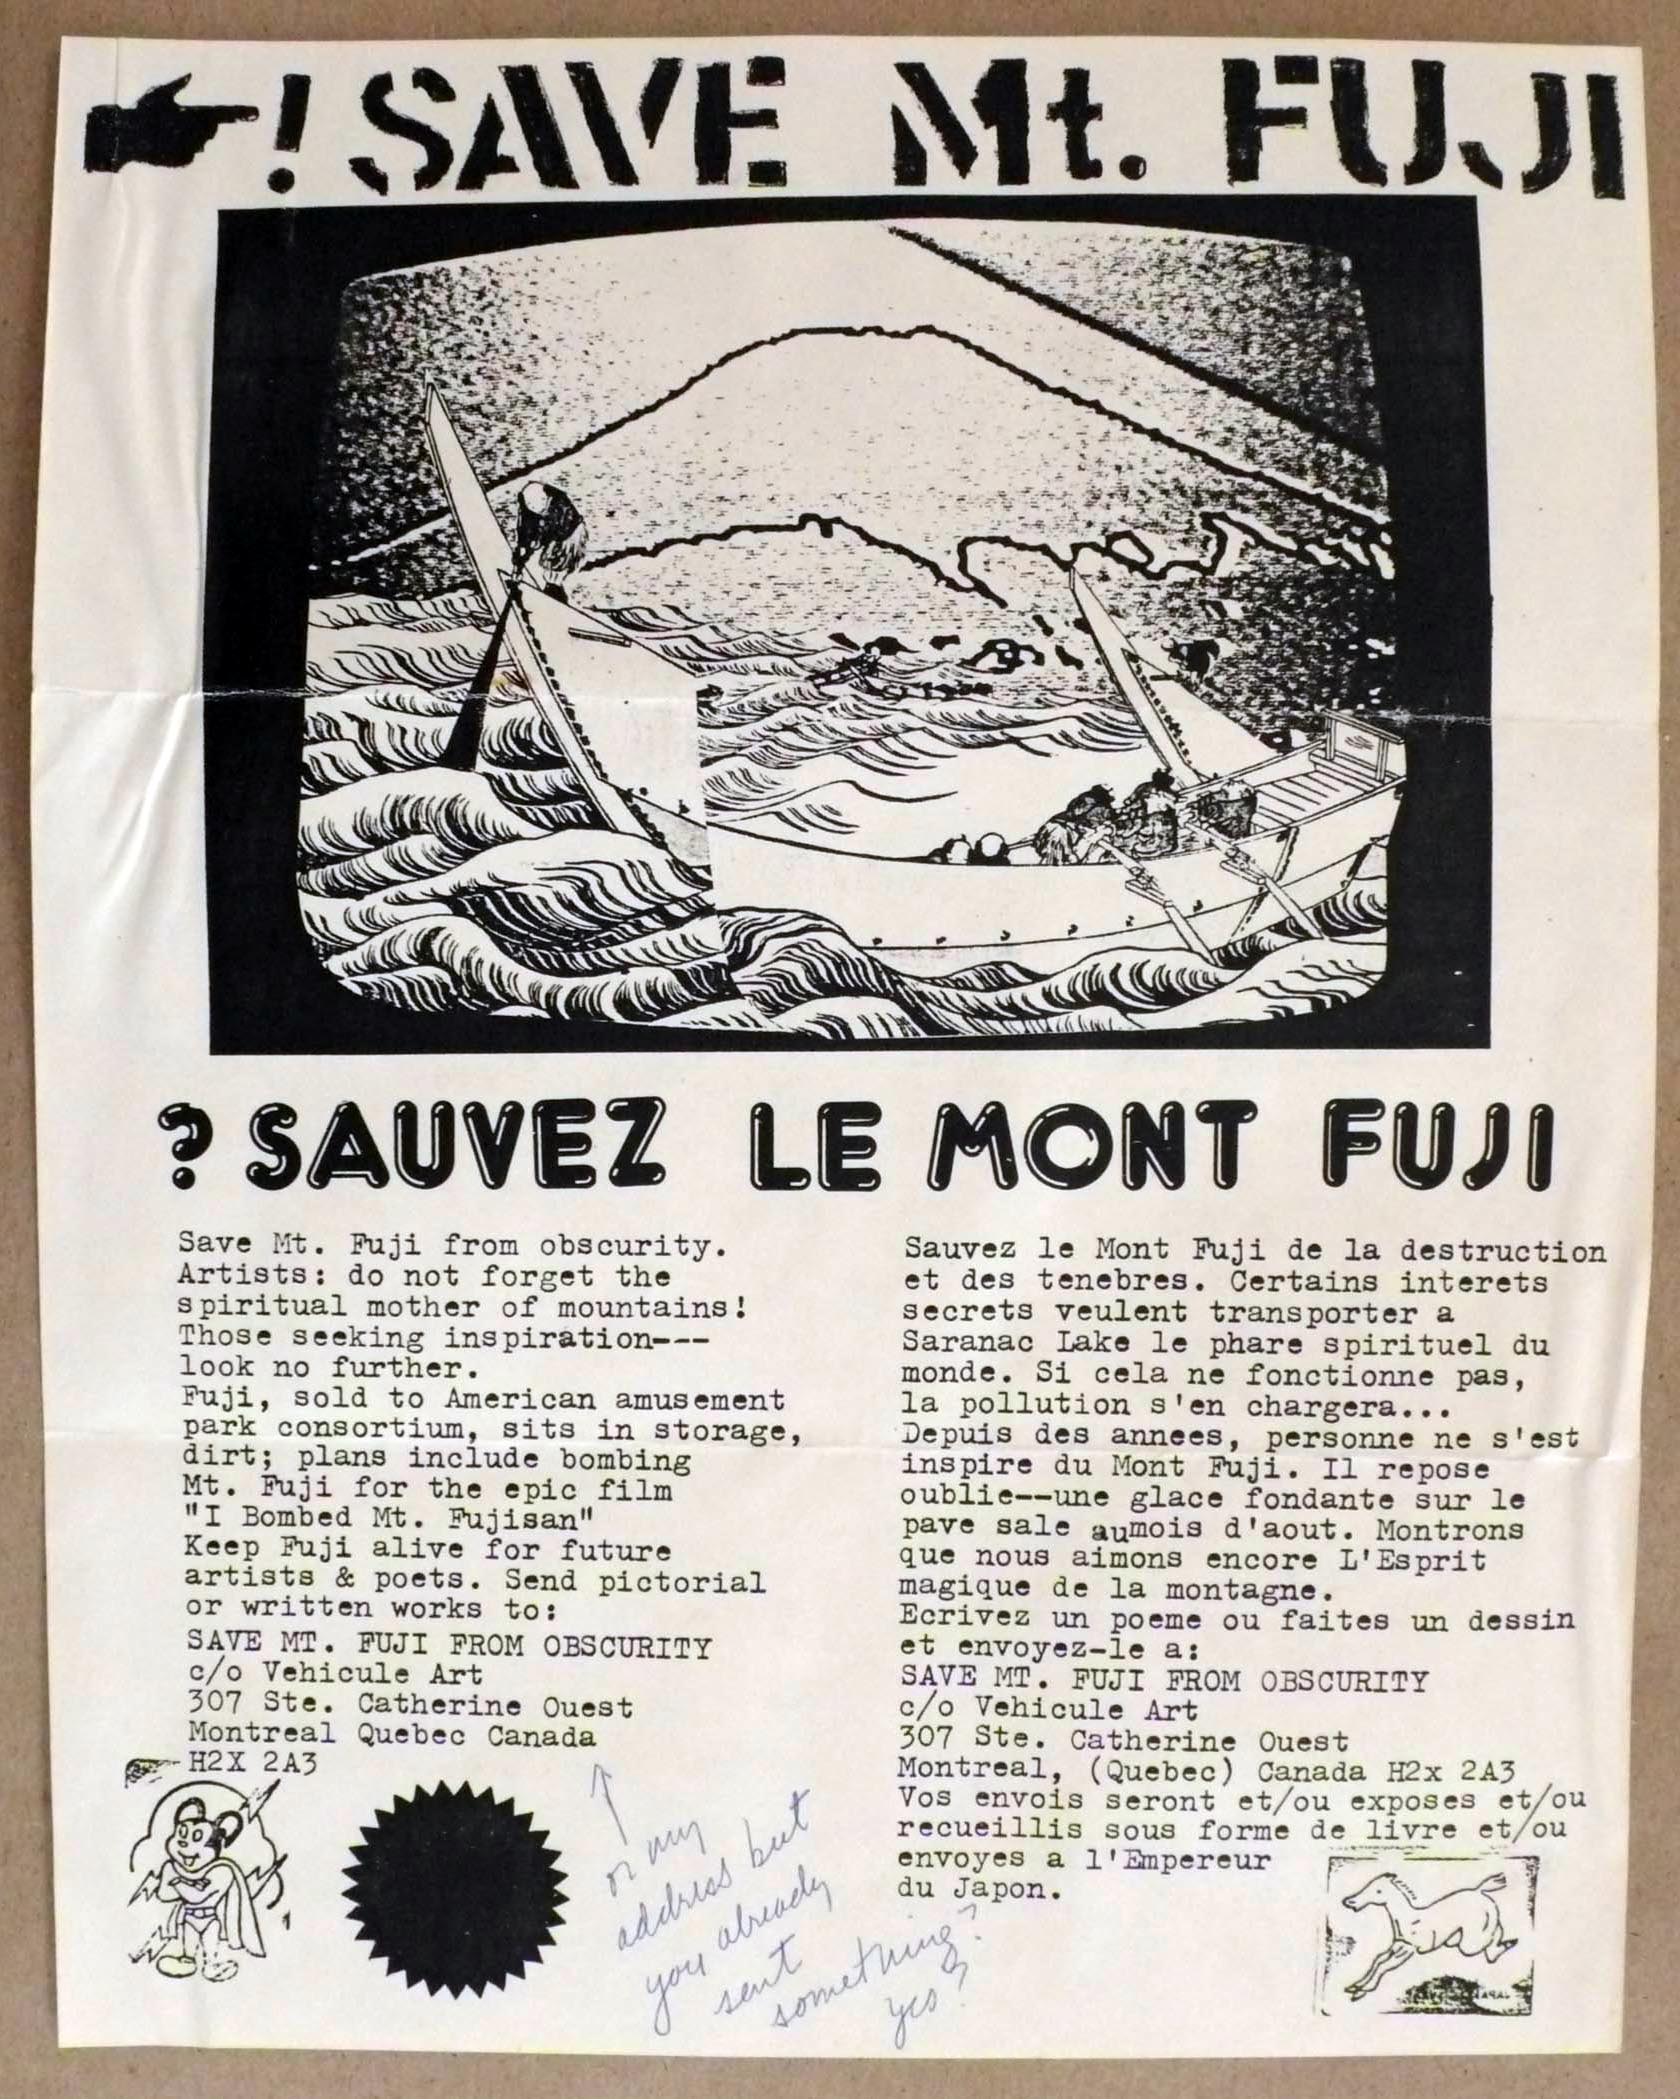 ! SAVE Mt. FUJI
? SAUVEZ LE MONT FUJI
Save Mt. Fuji from obscurity.
Artists: do not forget the
spiritual mother of mountains!
Those seeking inspiration---
look no further.
Fuji, sold to American amusement
park consortium, sits in storage,
dirt; plans include bombing
Mt. Fuji for the epic film
"I Bombed Mt. Fujisan"
Keep Fuji alive for future
artists & poets. Send pictorial
or written works to:
SAVE MT. FUJI FROM OBSCURITY
c/o Vehicule Art
307 Ste. Catherine Ouest
Montreal Quebec Canada
H2X 2A3
or my
address but
you already
sent
something?
yes?
Sauvez le Mont Fuji de la destruction
et des tenebres. Certains interets
secrets veulent transporter a
Saranac Lake le phare spirituel du
monde. Si cela ne fonctionne pas,
la pollution s'en chargera...
Depuis des annees, personne ne s'est
inspire du Mont Fuji. Il repose
oublie--une glace fondante sur le
pave sale aumois d'aout. Montrons
que nous aimons encore L'Esprit
magique de la montagne.
Ecrivez un poeme ou faites un dessin
et envoyez-le a:
SAVE MT. FUJI FROM OBSCURITY
c/o Vehicule Art
307 Ste. Catherine Ouest
Montreal, (Quebec) Canada H2x 2A3
Vos envois seront et/ou exposes et/ou
recueillis sous forme de livre et/ou
envoyes a l'Empereur
du Japon.